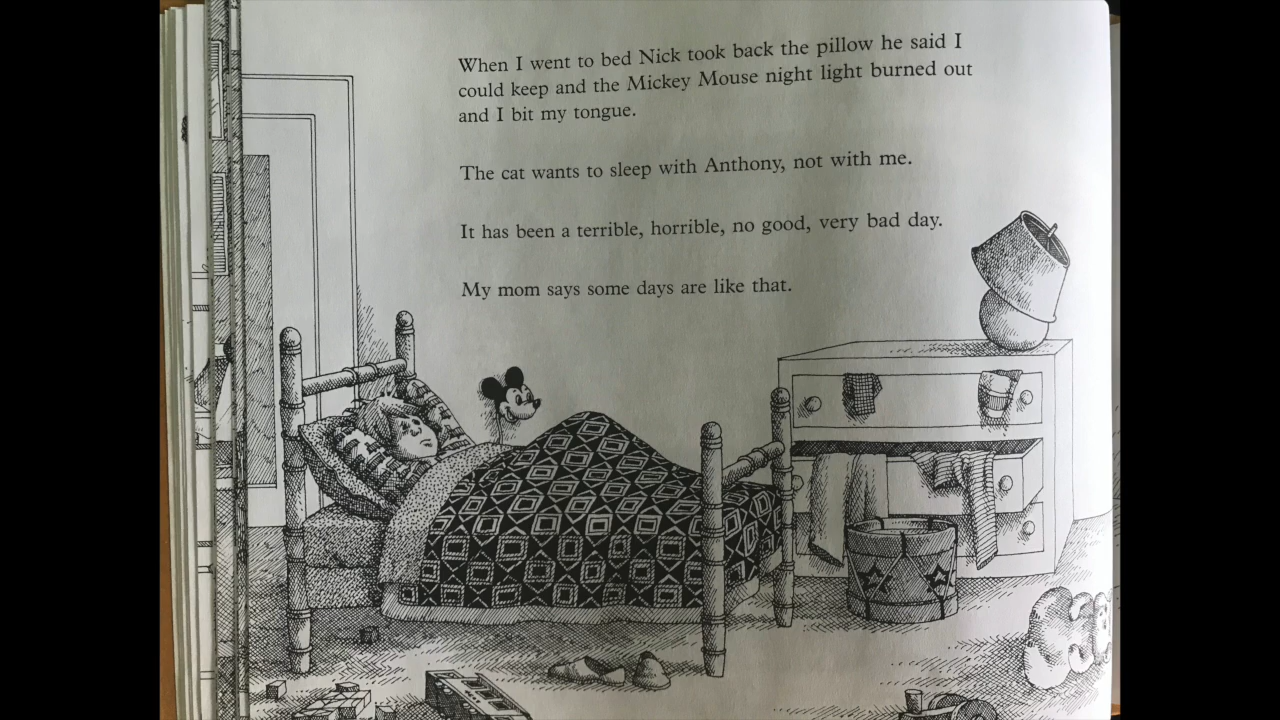 When I went to bed Nick took back the pillow he said I
could keep and the Mickey Mouse night light burned out
and I bit my tongue.
The cat wants to sleep with Anthony, not with me.
It has been a terrible, horrible, no good, very bad day.
My mom says some days are like that.